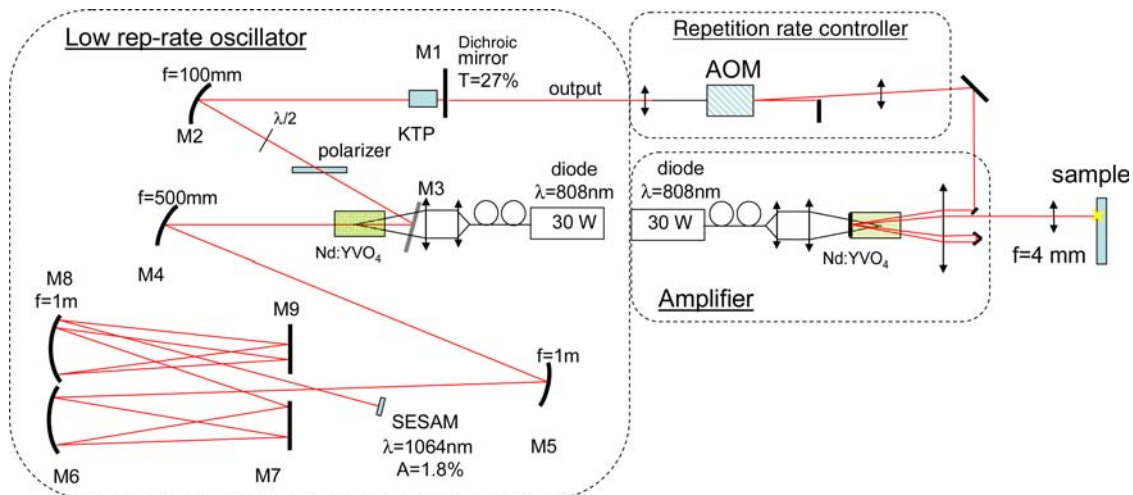 Low rep-rate oscillator
M1
Dichroic
mirror
T=27%
f=100mm
M2
λ/2
KTP
output
polarizer
Repetition rate controller
AOM
f=500mm
M4
M3
diode
λ=808nm
30 W
Nd:YVO4
diode
λ=808nm
30 W
Nd:YVO4
Amplifier
sample
f=4 mm
M8
f=1m
M9
f=1m
M5
SESAM
λ=1064nm
A=1.8%
M6
M7